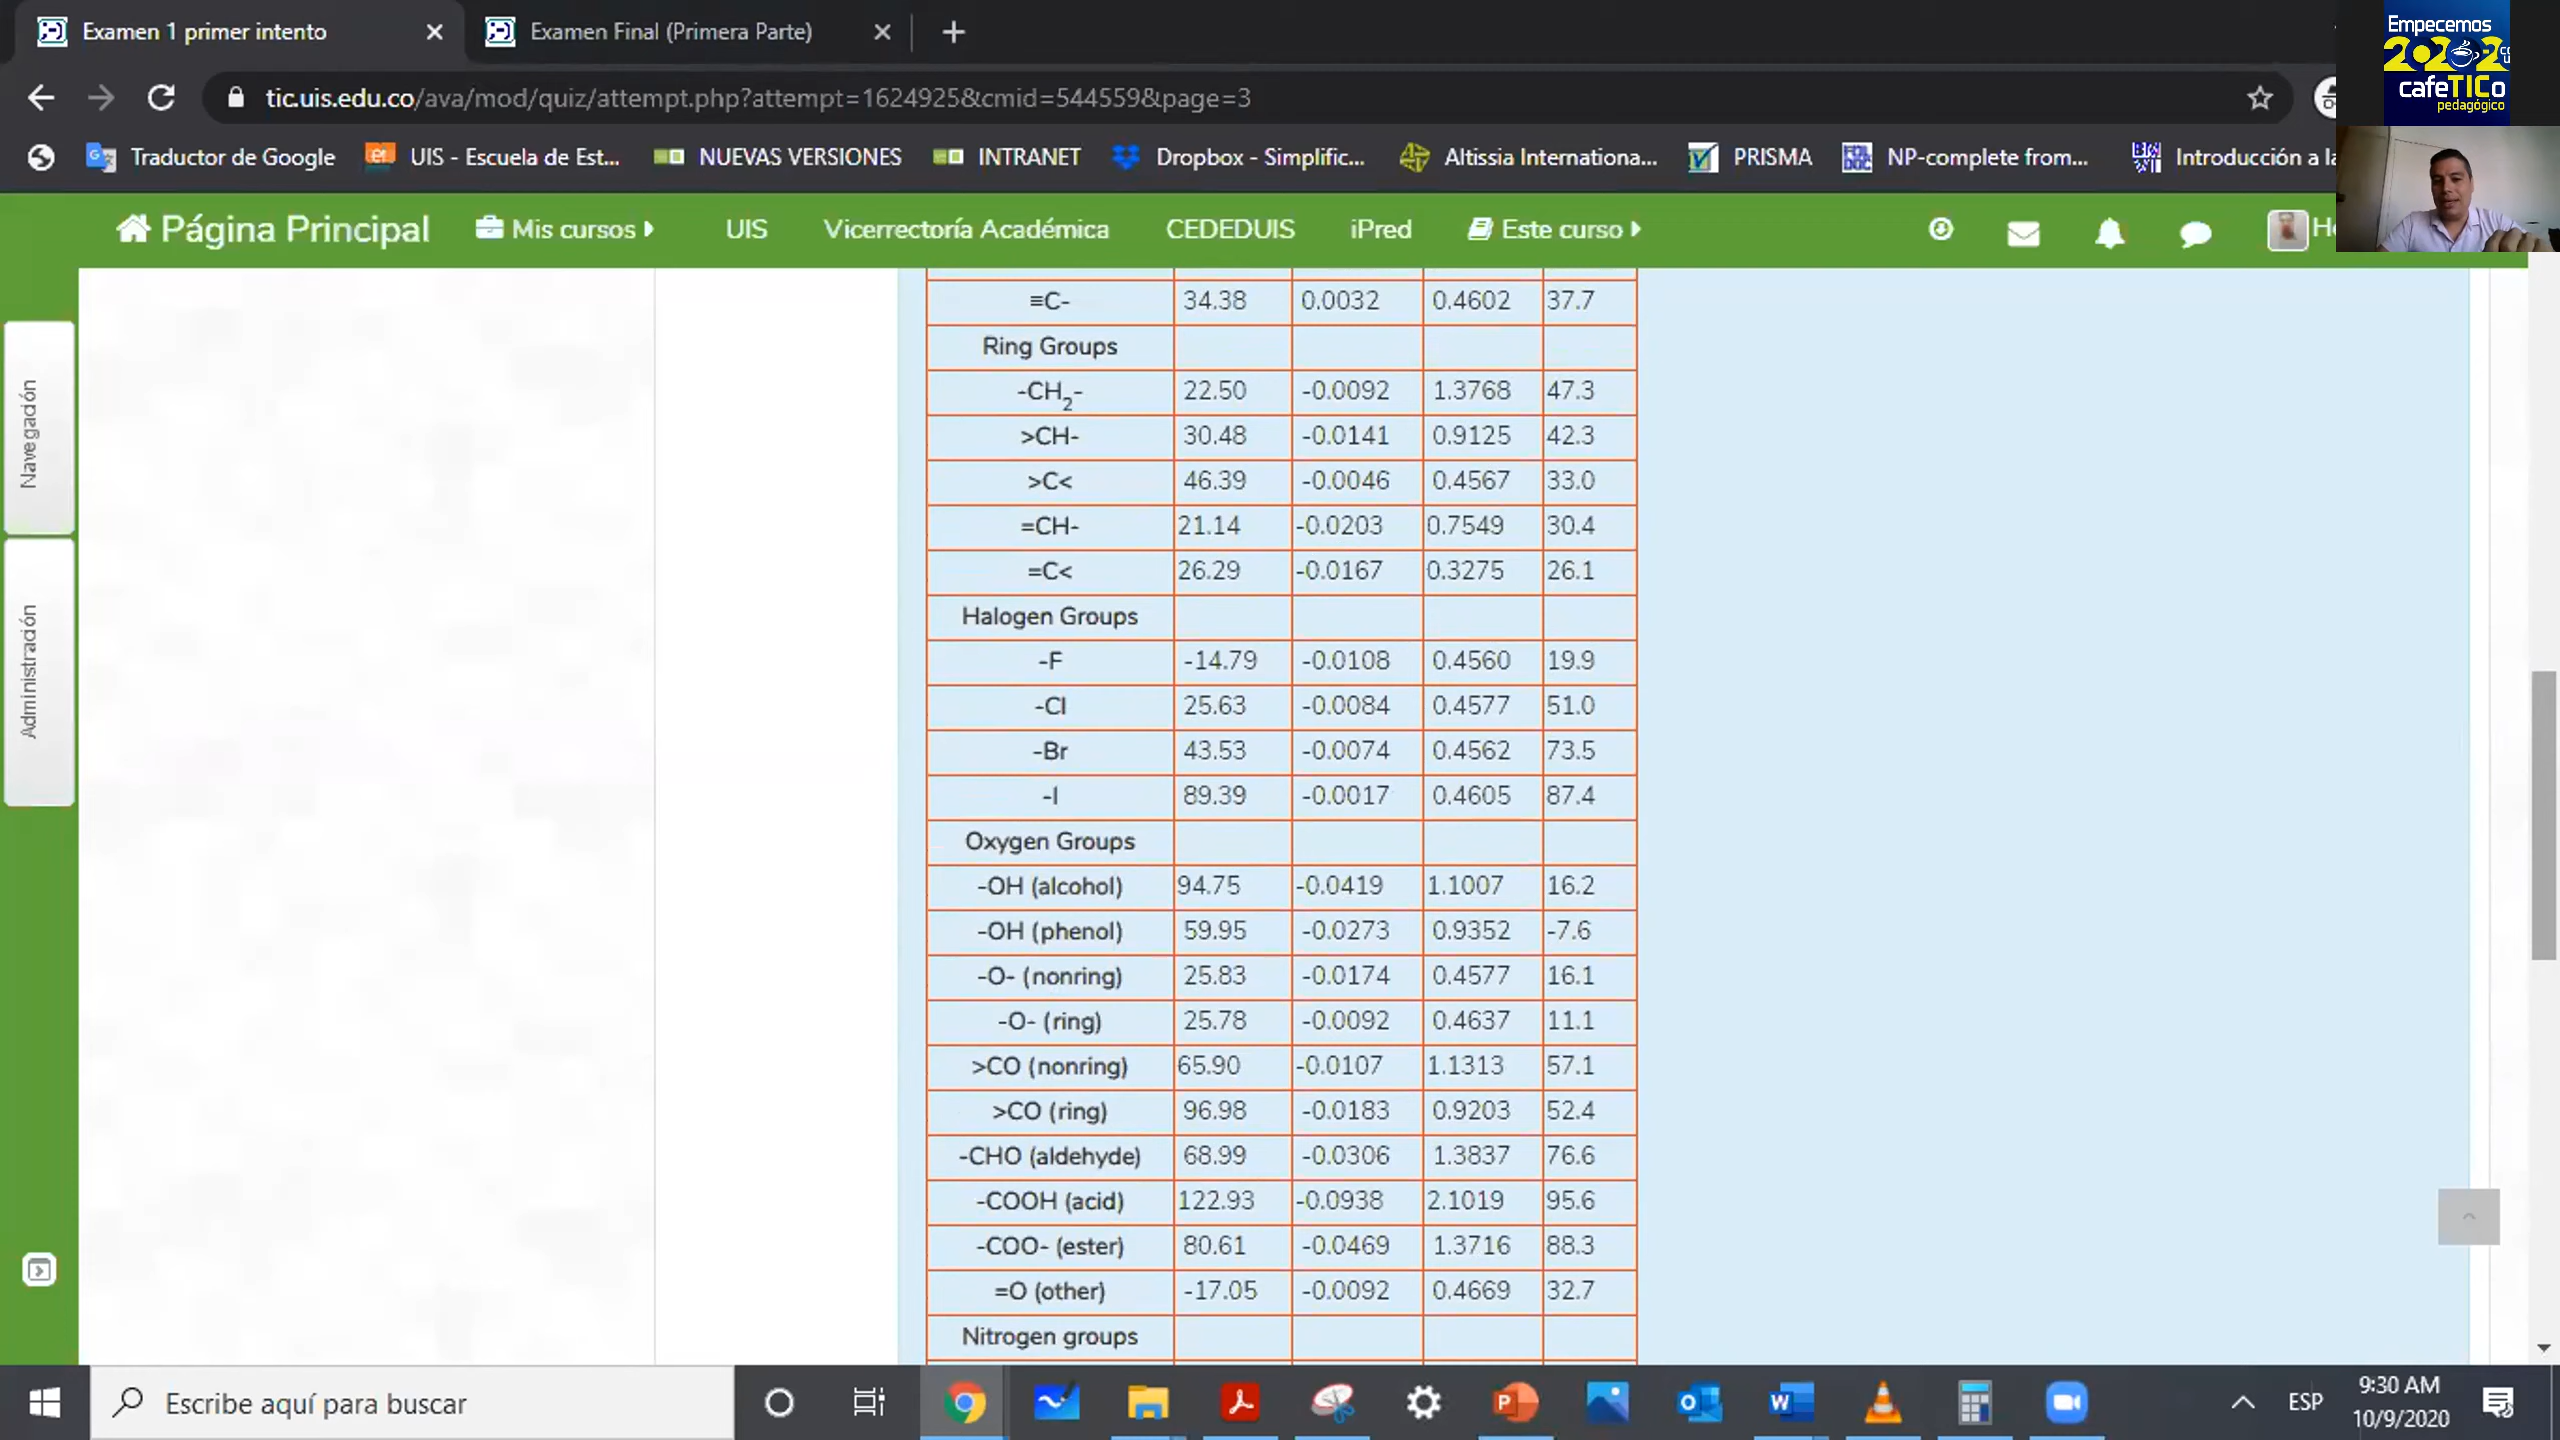 Examen 1 primer intento
Examen Final (Primera Parte)
Empecemos
cafeTICo
pedagógico
tic.uis.edu.co/ava/mod/quiz/attempt.php?attempt=1624925&cmid=544559&page=3
Traductor de Google
UIS - Escuela de Est...
NUEVAS VERSIONES
INTRANET
Dropbox - Simplific...
Altissia Internationa...
PRISMA
NP-complete from...
Introducción a la
Página Principal
Mis cursos
UIS
Vicerrectoría Académica
CEDEDUIS
iPred
Este curso
Navegación
Administración
≡C- 34.38 0.0032 0.4602 37.7
Ring Groups
-CH2- 22.50 -0.0092 1.3768 47.3
>CH- 30.48 -0.0141 0.9125 42.3
>C< 46.39 -0.0046 0.4567 33.0
=CH- 21.14 -0.0203 0.7549 30.4
=C< 26.29 -0.0167 0.3275 26.1
Halogen Groups
-F -14.79 -0.0108 0.4560 19.9
-Cl 25.63 -0.0084 0.4577 51.0
-Br 43.53 -0.0074 0.4562 73.5
-I 89.39 -0.0017 0.4605 87.4
Oxygen Groups
-OH (alcohol) 94.75 -0.0419 1.1007 16.2
-OH (phenol) 59.95 -0.0273 0.9352 -7.6
-O- (nonring) 25.83 -0.0174 0.4577 16.1
-O- (ring) 25.78 -0.0092 0.4637 11.1
>CO (nonring) 65.90 -0.0107 1.1313 57.1
>CO (ring) 96.98 -0.0183 0.9203 52.4
-CHO (aldehyde) 68.99 -0.0306 1.3837 76.6
-COOH (acid) 122.93 -0.0938 2.1019 95.6
-COO- (ester) 80.61 -0.0469 1.3716 88.3
=O (other) -17.05 -0.0092 0.4669 32.7
Nitrogen groups
Escribe aquí para buscar
ESP
9:30 AM
10/9/2020